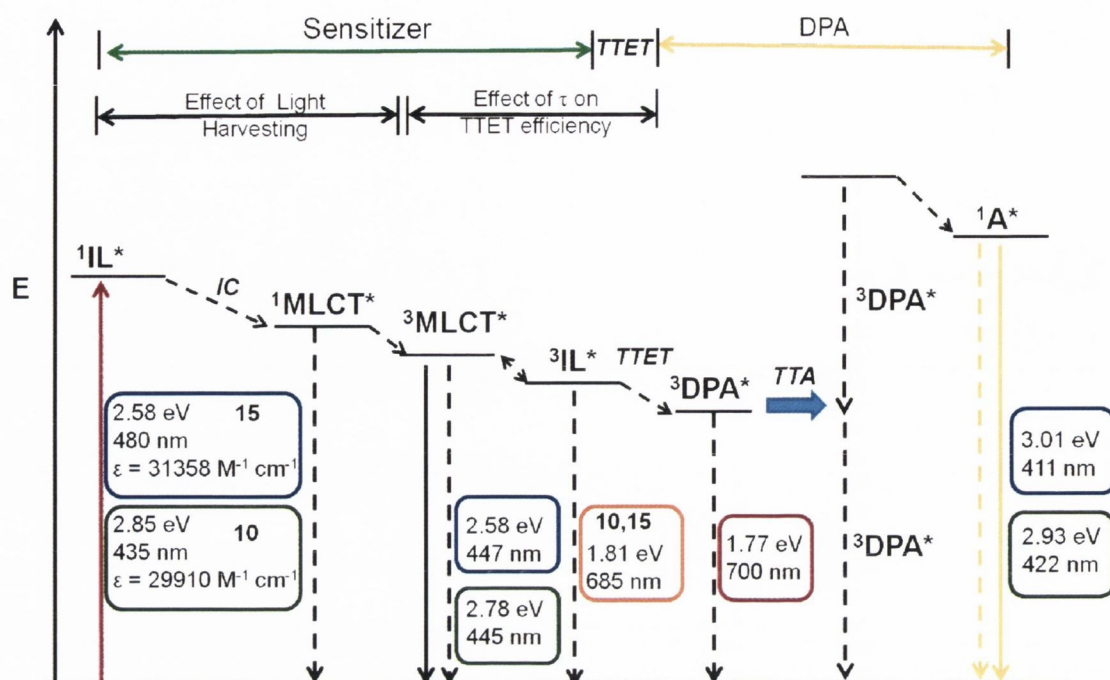 Sensitizer
TTET
DPA
Effect of Light
Harvesting
Effect of τ on
TTET efficiency
E
¹IL*
IC
¹MLCT*
³MLCT*
³IL*
TTET
³DPA*
TTA
³DPA*
³DPA*
¹A*
2.58 eV 15
480 nm
ε = 31358 M⁻¹ cm⁻¹
2.85 eV 10
435 nm
ε = 29910 M⁻¹ cm⁻¹
2.58 eV
447 nm
2.78 eV
445 nm
10,15
1.81 eV
685 nm
1.77 eV
700 nm
3.01 eV
411 nm
2.93 eV
422 nm